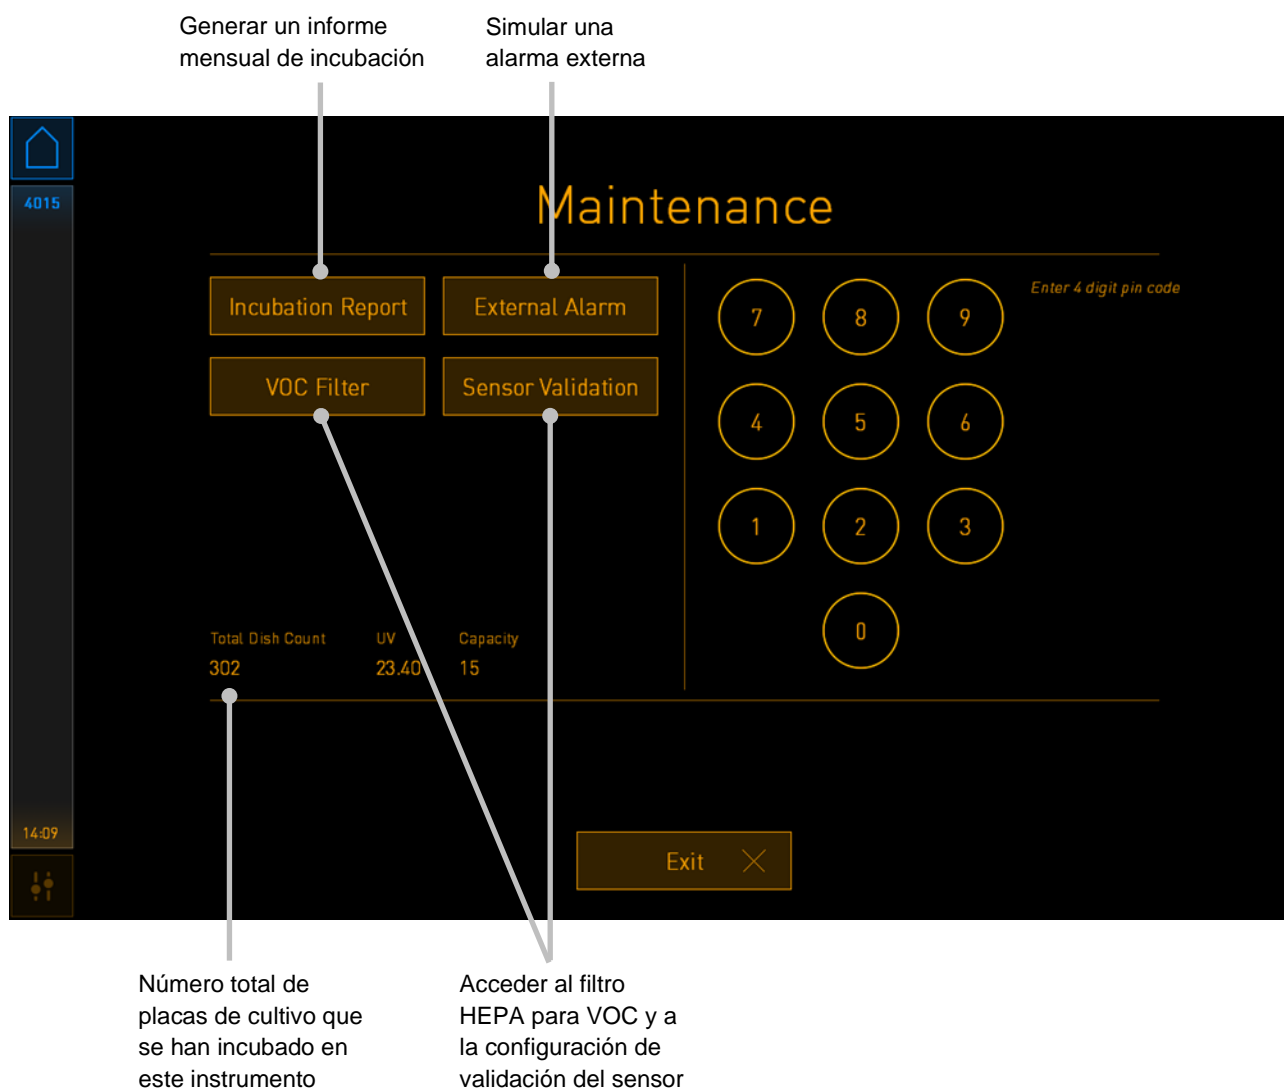 Generar un informe
mensual de incubación
Simular una
alarma externa
4015
Maintenance
Incubation Report
External Alarm
VOC Filter
Sensor Validation
Enter 4 digit pin code
7 8 9
4 5 6
1 2 3
0
Total Dish Count UV Capacity
302 23.40 15
14:09
Exit
Número total de
placas de cultivo que
se han incubado en
este instrumento
Acceder al filtro
HEPA para VOC y a
la configuración de
validación del sensor